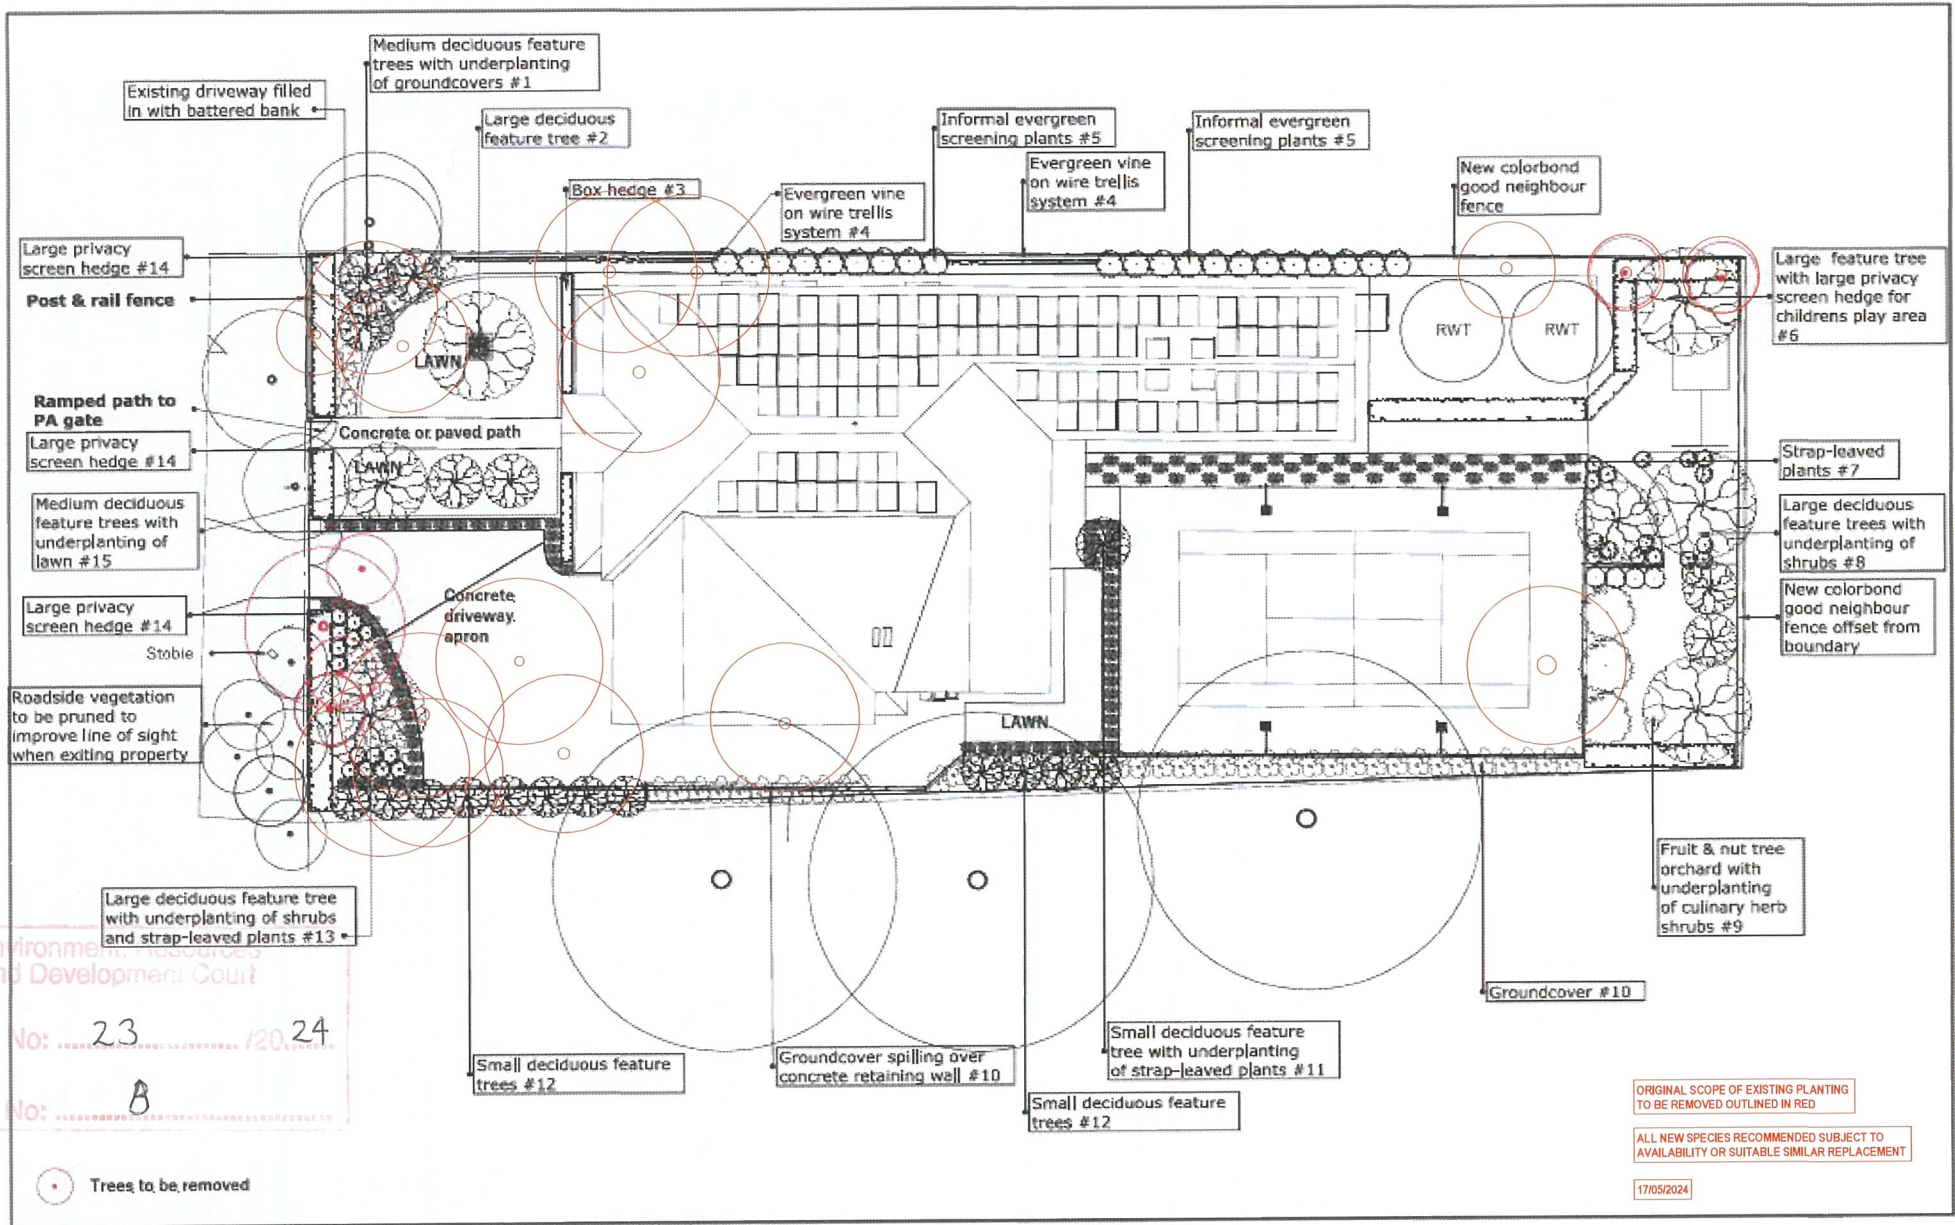 Medium deciduous feature
trees with underplanting
of groundcovers #1
Existing driveway filled
in with battered bank
Large deciduous
feature tree #2
Informal evergreen
screening plants #5
Informal evergreen
screening plants #5
Evergreen vine
on wire trellis
system #4
New colorbond
good neighbour
fence
Box hedge #3
Evergreen vine
on wire trellis
system #4
Large privacy
screen hedge #14
Post & rail fence
Large feature tree
with large privacy
screen hedge for
childrens play area
#6
RWT
RWT
LAWN
Ramped path to
PA gate
Concrete or paved path
Large privacy
screen hedge #14
LAWN
Strap-leaved
plants #7
Medium deciduous
feature trees with
underplanting of
lawn #15
Large deciduous
feature trees with
underplanting of
shrubs #8
Large privacy
screen hedge #14
Concrete
driveway
apron
New colorbond
good neighbour
fence offset from
boundary
Stobie
Roadside vegetation
to be pruned to
improve line of sight
when exiting property
LAWN
Fruit & nut tree
orchard with
underplanting
of culinary herb
shrubs #9
Large deciduous feature tree
with underplanting of shrubs
and strap-leaved plants #13
Groundcover #10
Small deciduous feature
tree with underplanting
of strap-leaved plants #11
Small deciduous feature
trees #12
Groundcover spilling over
concrete retaining wall #10
Small deciduous feature
trees #12
vironment, Resources
nd Development Court
No: 23 /20 24
No: B
Trees to be removed
ORIGINAL SCOPE OF EXISTING PLANTING
TO BE REMOVED OUTLINED IN RED
ALL NEW SPECIES RECOMMENDED SUBJECT TO
AVAILABILITY OR SUITABLE SIMILAR REPLACEMENT
17/05/2024